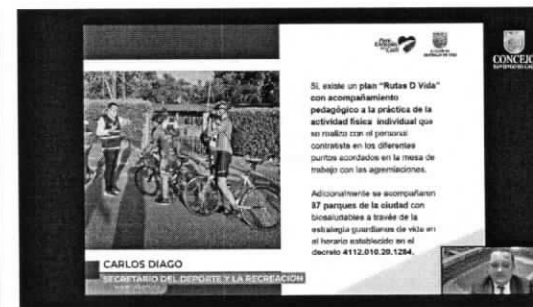 CONCEJO
Si, existe un plan "Rutas D Vida"
con acompañamiento
pedagógico a la práctica de la
actividad física individual que
se realiza con el personal
contratista en los diferentes
puntos acordados en la mesa de
trabajo con las agremiaciones.
Adicionalmente se acompañaron
87 parques de la ciudad con
biosaludables a través de la
estrategia guardianes de vida en
el horario establecido en el
decreto 4112.010.20.1284.
CARLOS DIAGO
SECRETARIO DEL DEPORTE Y LA RECREACIÓN